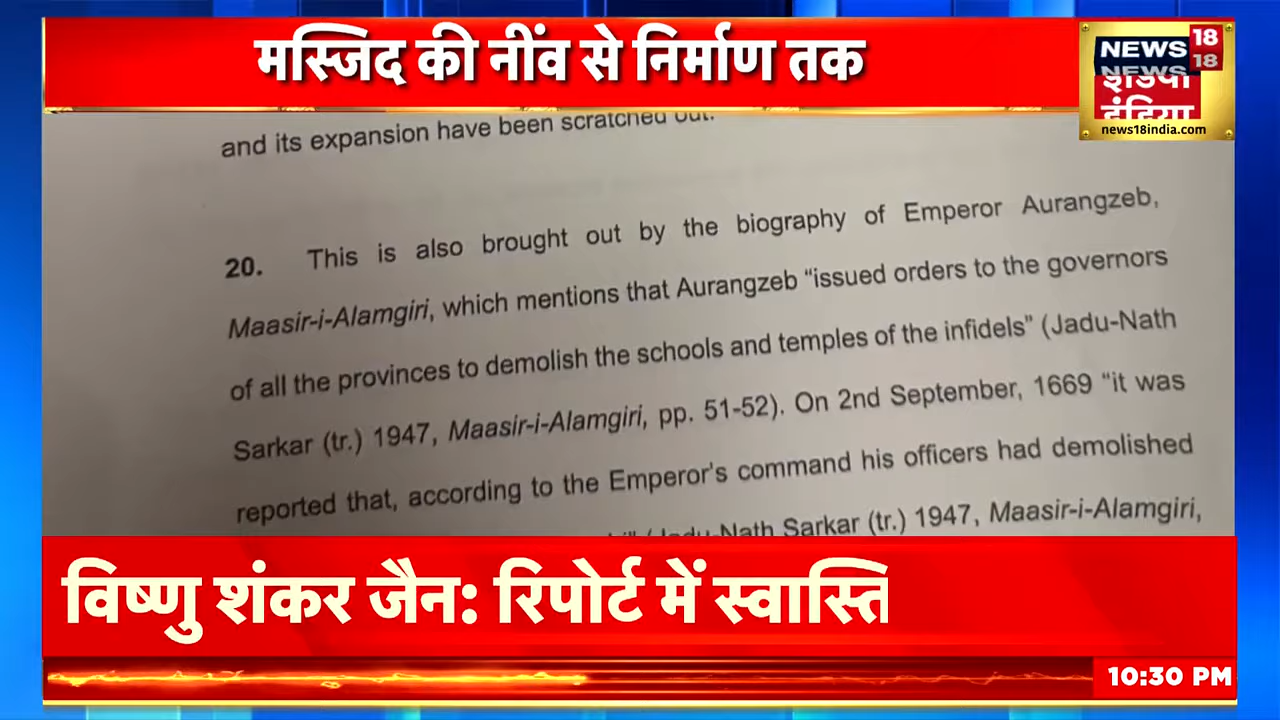 मस्जिद की नींव से निर्माण तक
NEWS 18
news18india.com
and its expansion have been scratched out.
20. This is also brought out by the biography of Emperor Aurangzeb,
Maasir-i-Alamgiri, which mentions that Aurangzeb “issued orders to the governors
of all the provinces to demolish the schools and temples of the infidels” (Jadu-Nath
Sarkar (tr.) 1947, Maasir-i-Alamgiri, pp. 51-52). On 2nd September, 1669 “it was
reported that, according to the Emperor's command his officers had demolished
Nath Sarkar (tr.) 1947, Maasir-i-Alamgiri,
विष्णु शंकर जैन: रिपोर्ट में स्वास्ति
10:30 PM